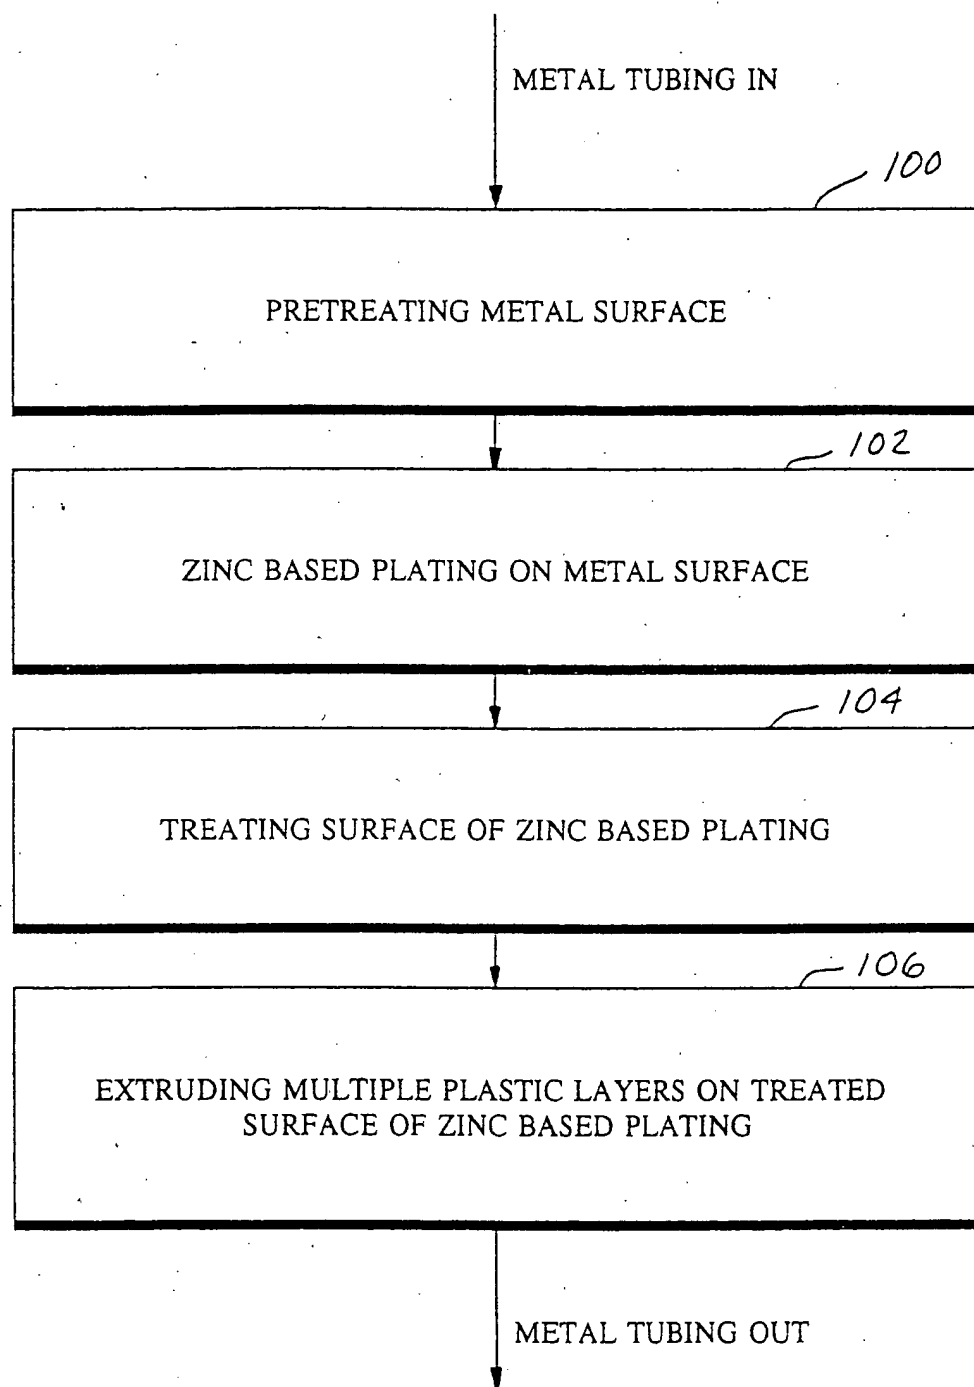 METAL TUBING IN
100
PRETREATING METAL SURFACE
102
ZINC BASED PLATING ON METAL SURFACE
104
TREATING SURFACE OF ZINC BASED PLATING
106
EXTRUDING MULTIPLE PLASTIC LAYERS ON TREATED
SURFACE OF ZINC BASED PLATING
METAL TUBING OUT